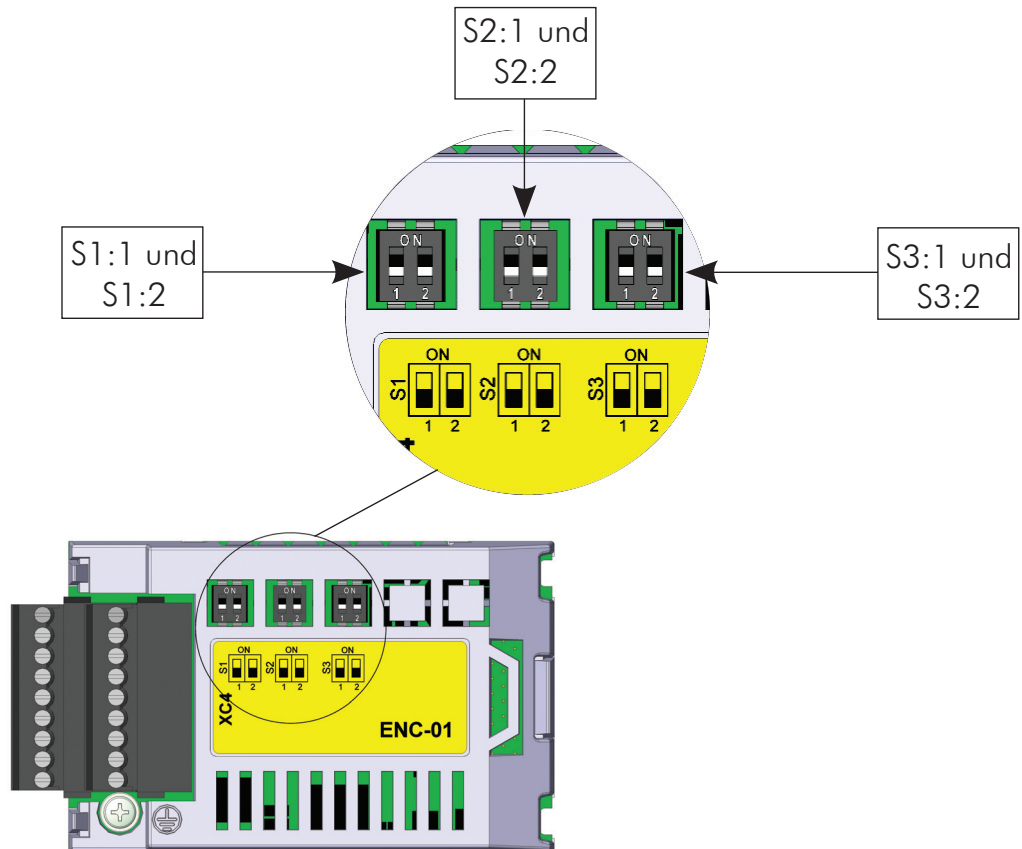 S2:1 und
S2:2
S1:1 und
S1:2
S3:1 und
S3:2
ON ON ON
1 2 1 2 1 2
ON ON ON
S1 S2 S3
1 2 1 2 1 2
ON ON ON
1 2 1 2 1 2
ON ON ON
S1 S2 S3
1 2 1 2 1 2
XC4
ENC-01